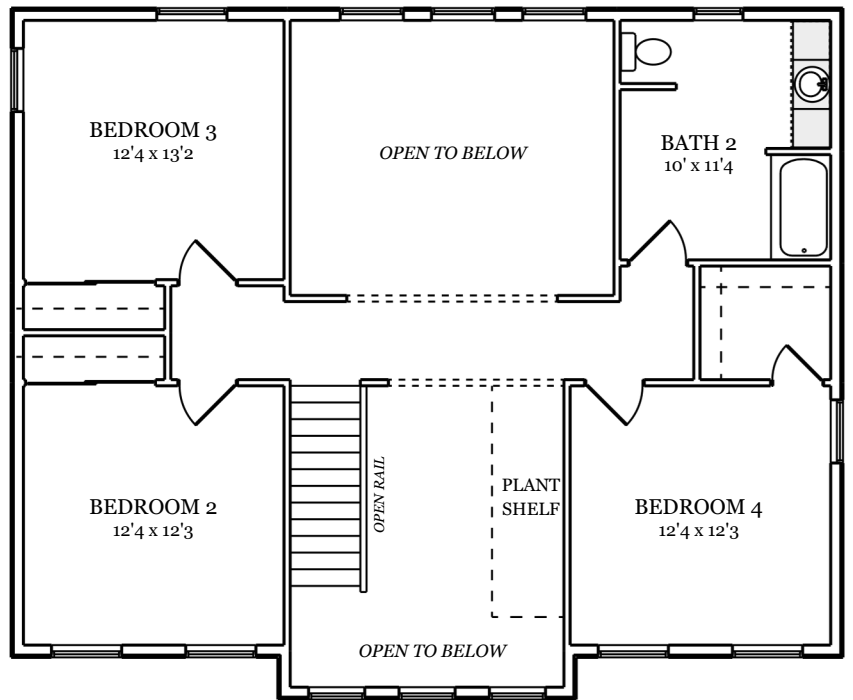 BEDROOM 3
12'4 x 13'2
OPEN TO BELOW
BATH 2
10' x 11'4
BEDROOM 2
12'4 x 12'3
OPEN RAIL
PLANT
SHELF
BEDROOM 4
12'4 x 12'3
OPEN TO BELOW